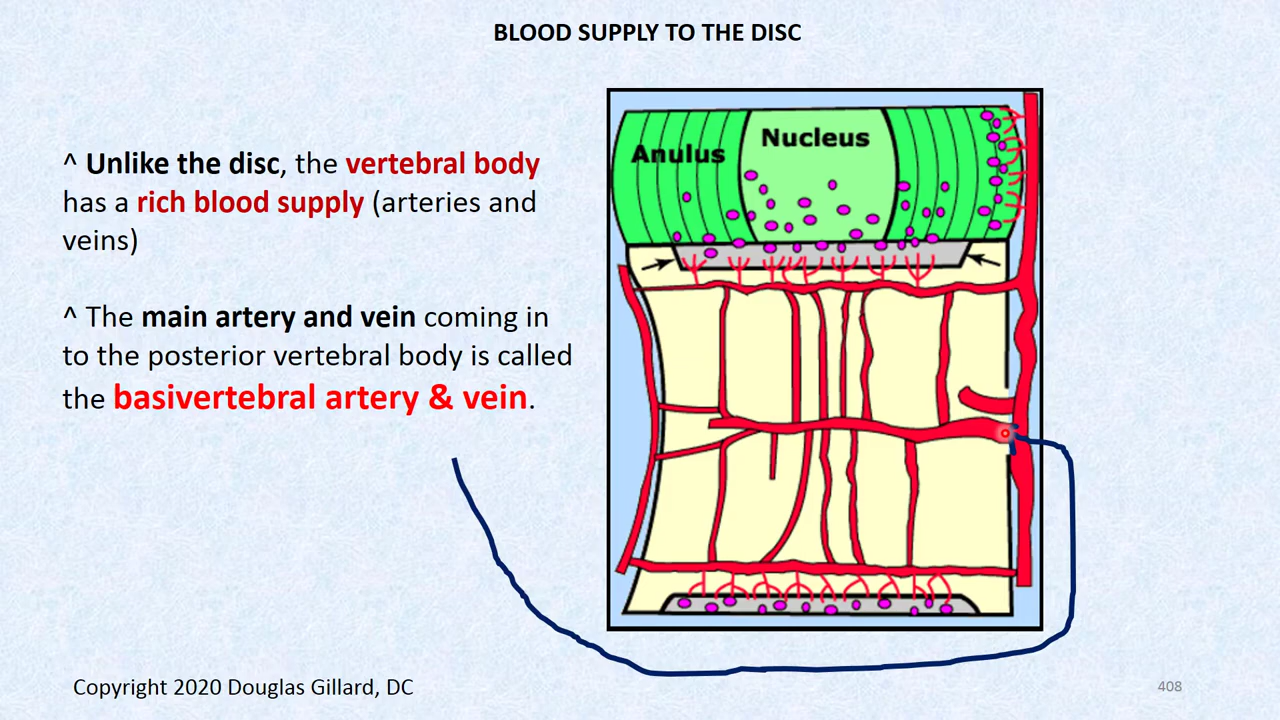 BLOOD SUPPLY TO THE DISC
^ Unlike the disc, the vertebral body
has a rich blood supply (arteries and
veins)
^ The main artery and vein coming in
to the posterior vertebral body is called
the basivertebral artery & vein.
Anulus
Nucleus
Copyright 2020 Douglas Gillard, DC
408